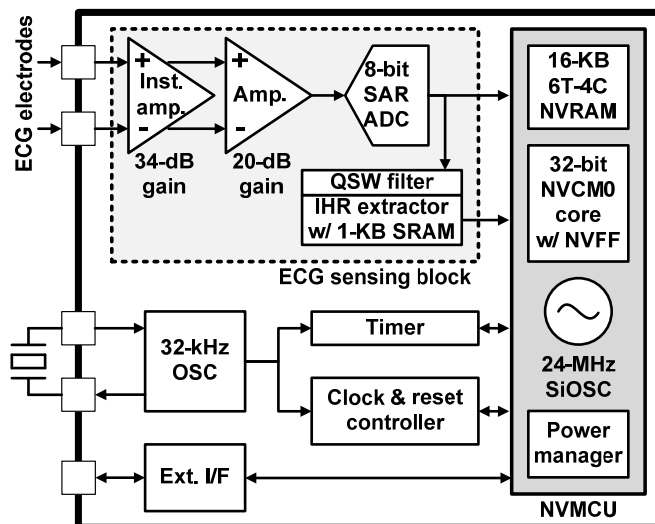 ECG electrodes
+
-
Inst.
amp.
34-dB
gain
+
-
Amp.
20-dB
gain
8-bit
SAR
ADC
QSW filter
IHR extractor
w/ 1-KB SRAM
ECG sensing block
16-KB
6T-4C
NVRAM
32-bit
NVCM0
core
w/ NVFF
24-MHz
SiOSC
Power
manager
NVMCU
32-kHz
OSC
Timer
Clock & reset
controller
Ext. I/F